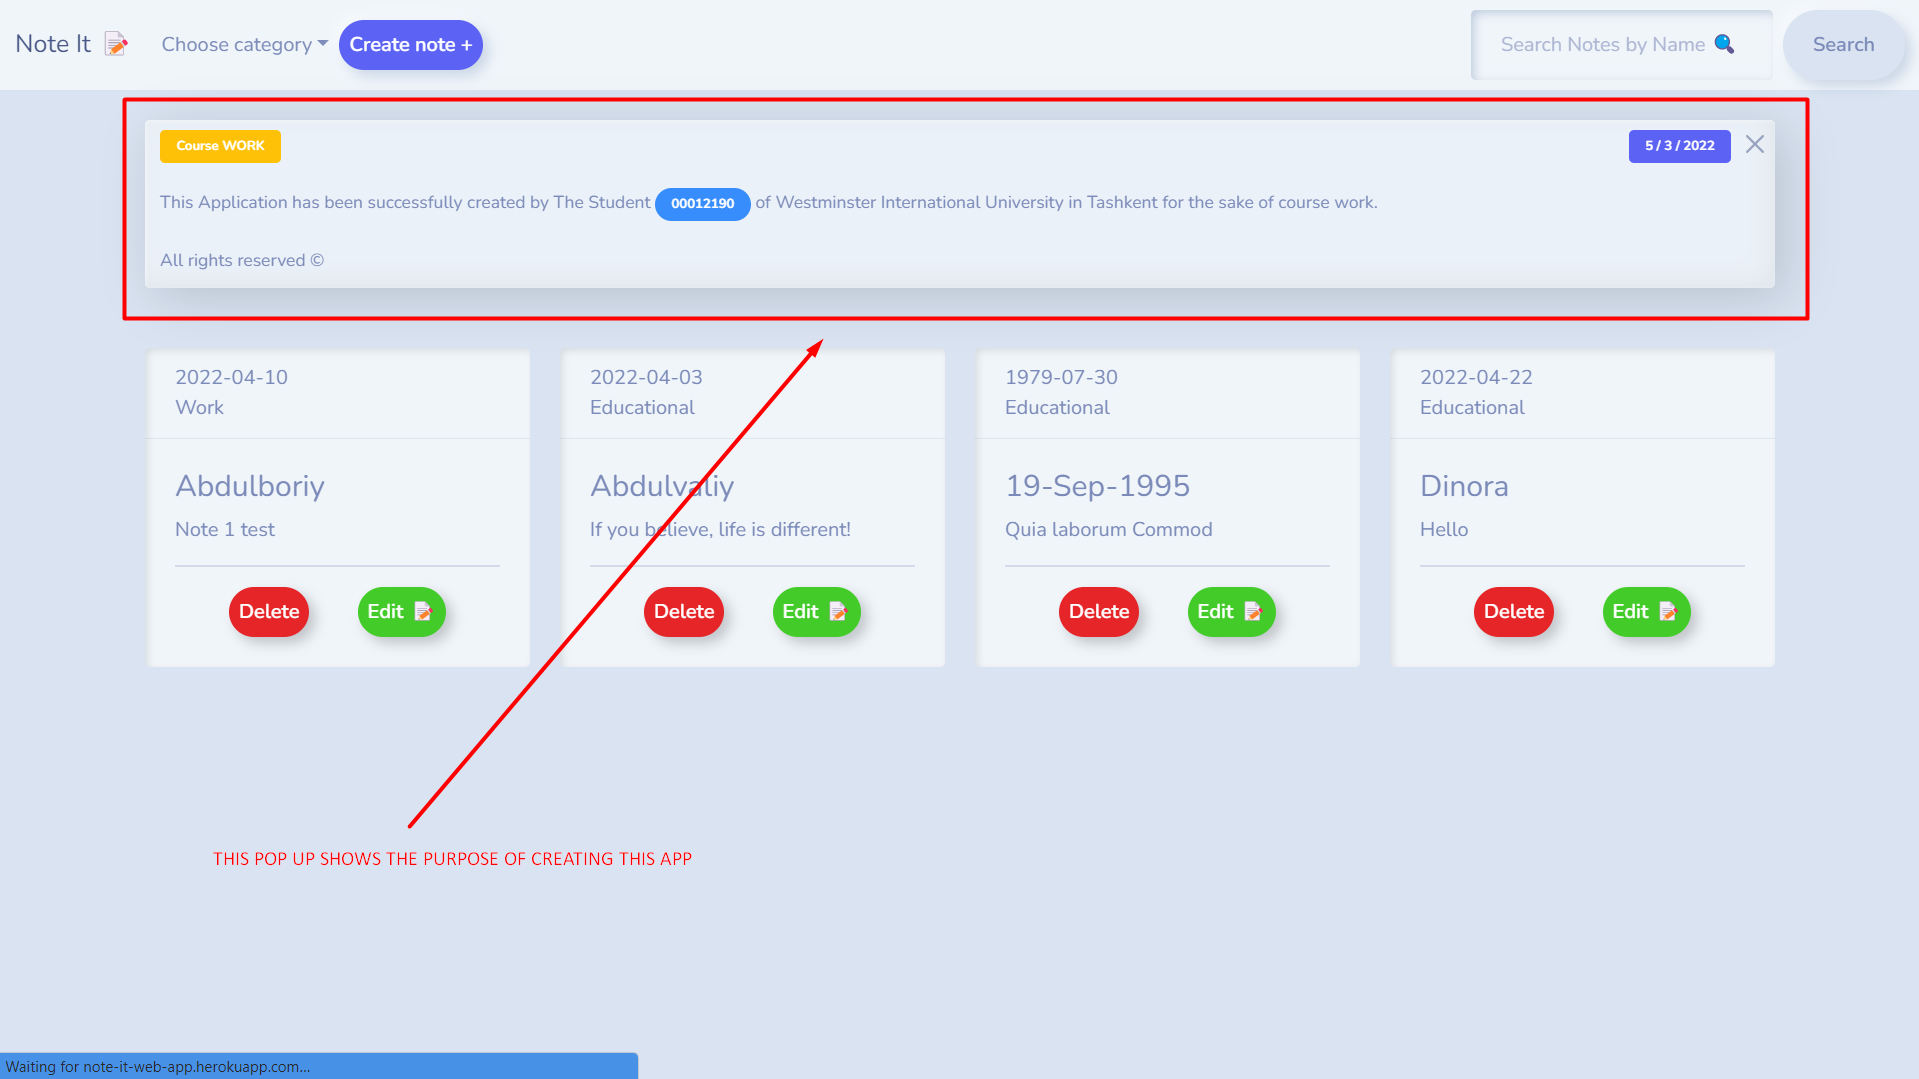 Note It 📝 Choose category Create note + Search Notes by Name 🔍 Search
Course WORK 5 / 3 / 2022
This Application has been successfully created by The Student 00012190 of Westminster International University in Tashkent for the sake of course work.
All rights reserved ©
2022-04-10
Work
Abdulboriy
Note 1 test
Delete Edit 📝
2022-04-03
Educational
Abdulvaliy
If you believe, life is different!
Delete Edit 📝
1979-07-30
Educational
19-Sep-1995
Quia laborum Commod
Delete Edit 📝
2022-04-22
Educational
Dinora
Hello
Delete Edit 📝
THIS POP UP SHOWS THE PURPOSE OF CREATING THIS APP
Waiting for note-it-web-app.herokuapp.com...